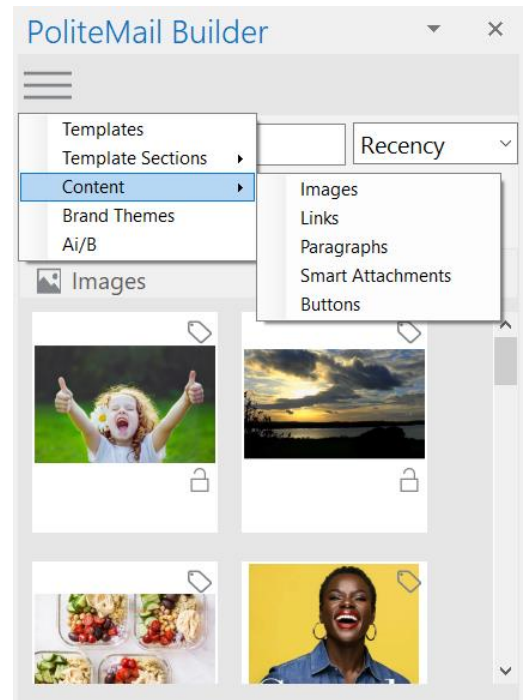 PoliteMail Builder
Templates
Template Sections
Content
Brand Themes
Ai/B
Recency
Images
Links
Paragraphs
Smart Attachments
Buttons
Images